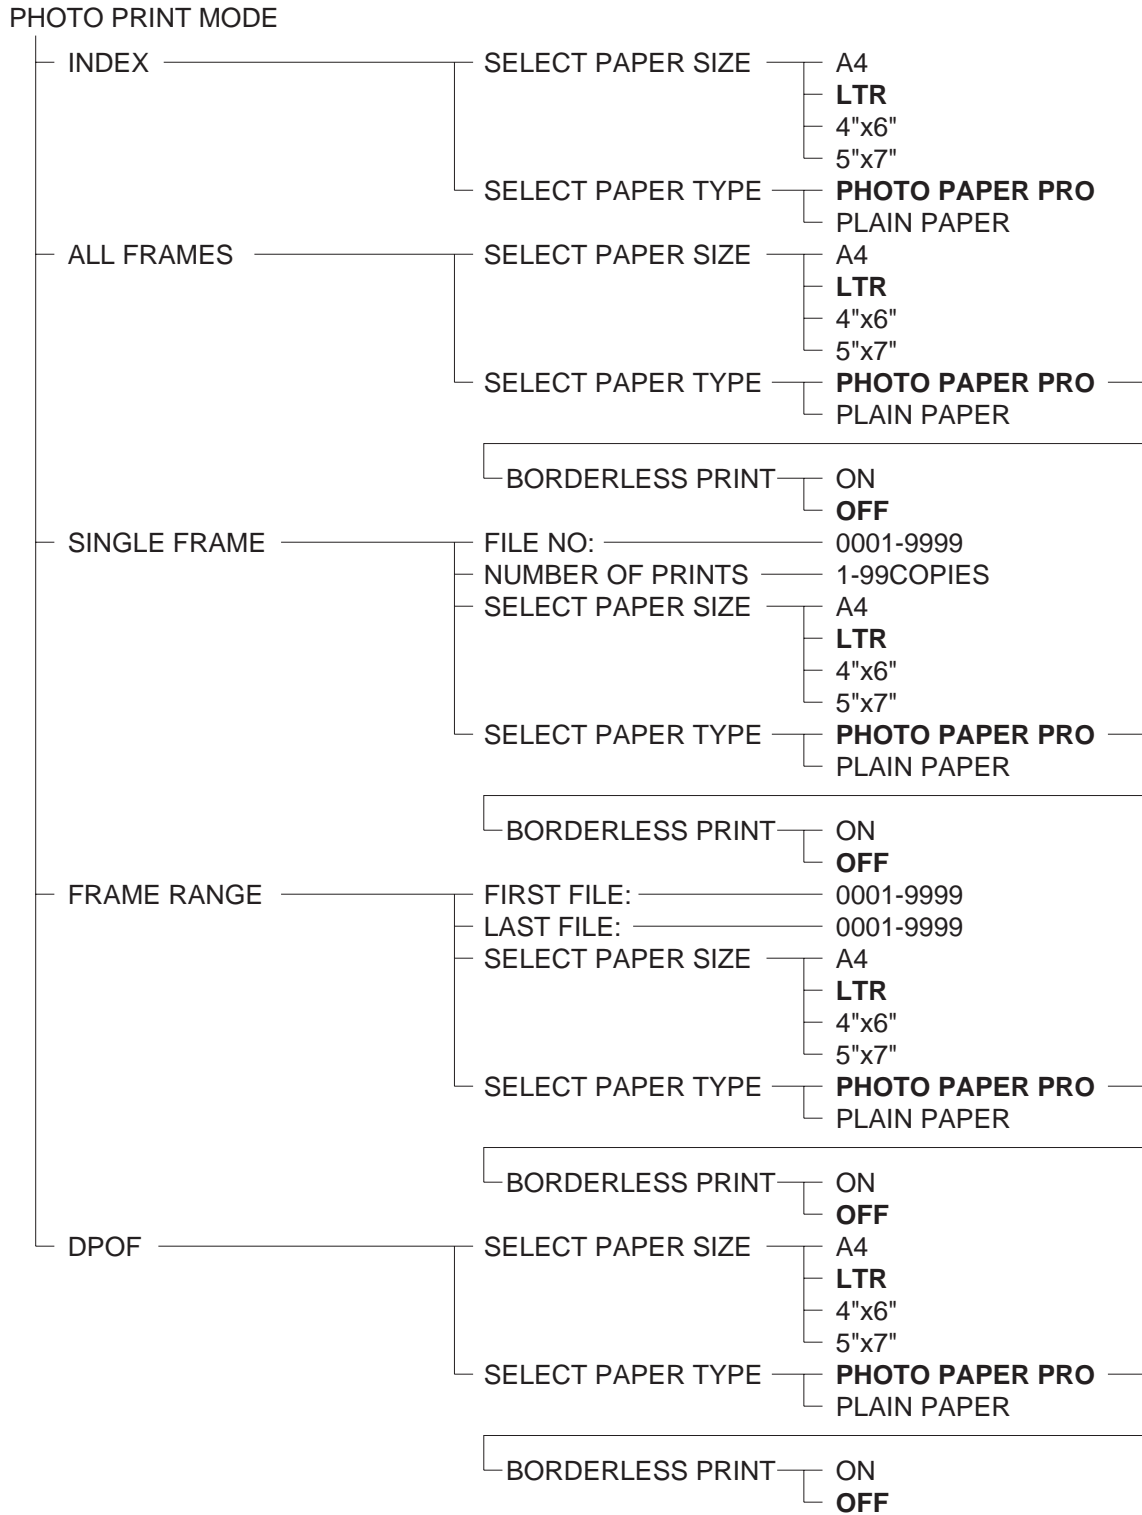 PHOTO PRINT MODE
INDEX SELECT PAPER SIZE A4
LTR
4"x6"
5"x7"
SELECT PAPER TYPE PHOTO PAPER PRO
PLAIN PAPER
ALL FRAMES SELECT PAPER SIZE A4
LTR
4"x6"
5"x7"
SELECT PAPER TYPE PHOTO PAPER PRO
PLAIN PAPER
BORDERLESS PRINT ON
OFF
SINGLE FRAME FILE NO: 0001-9999
NUMBER OF PRINTS 1-99COPIES
SELECT PAPER SIZE A4
LTR
4"x6"
5"x7"
SELECT PAPER TYPE PHOTO PAPER PRO
PLAIN PAPER
BORDERLESS PRINT ON
OFF
FRAME RANGE FIRST FILE: 0001-9999
LAST FILE: 0001-9999
SELECT PAPER SIZE A4
LTR
4"x6"
5"x7"
SELECT PAPER TYPE PHOTO PAPER PRO
PLAIN PAPER
BORDERLESS PRINT ON
OFF
DPOF SELECT PAPER SIZE A4
LTR
4"x6"
5"x7"
SELECT PAPER TYPE PHOTO PAPER PRO
PLAIN PAPER
BORDERLESS PRINT ON
OFF